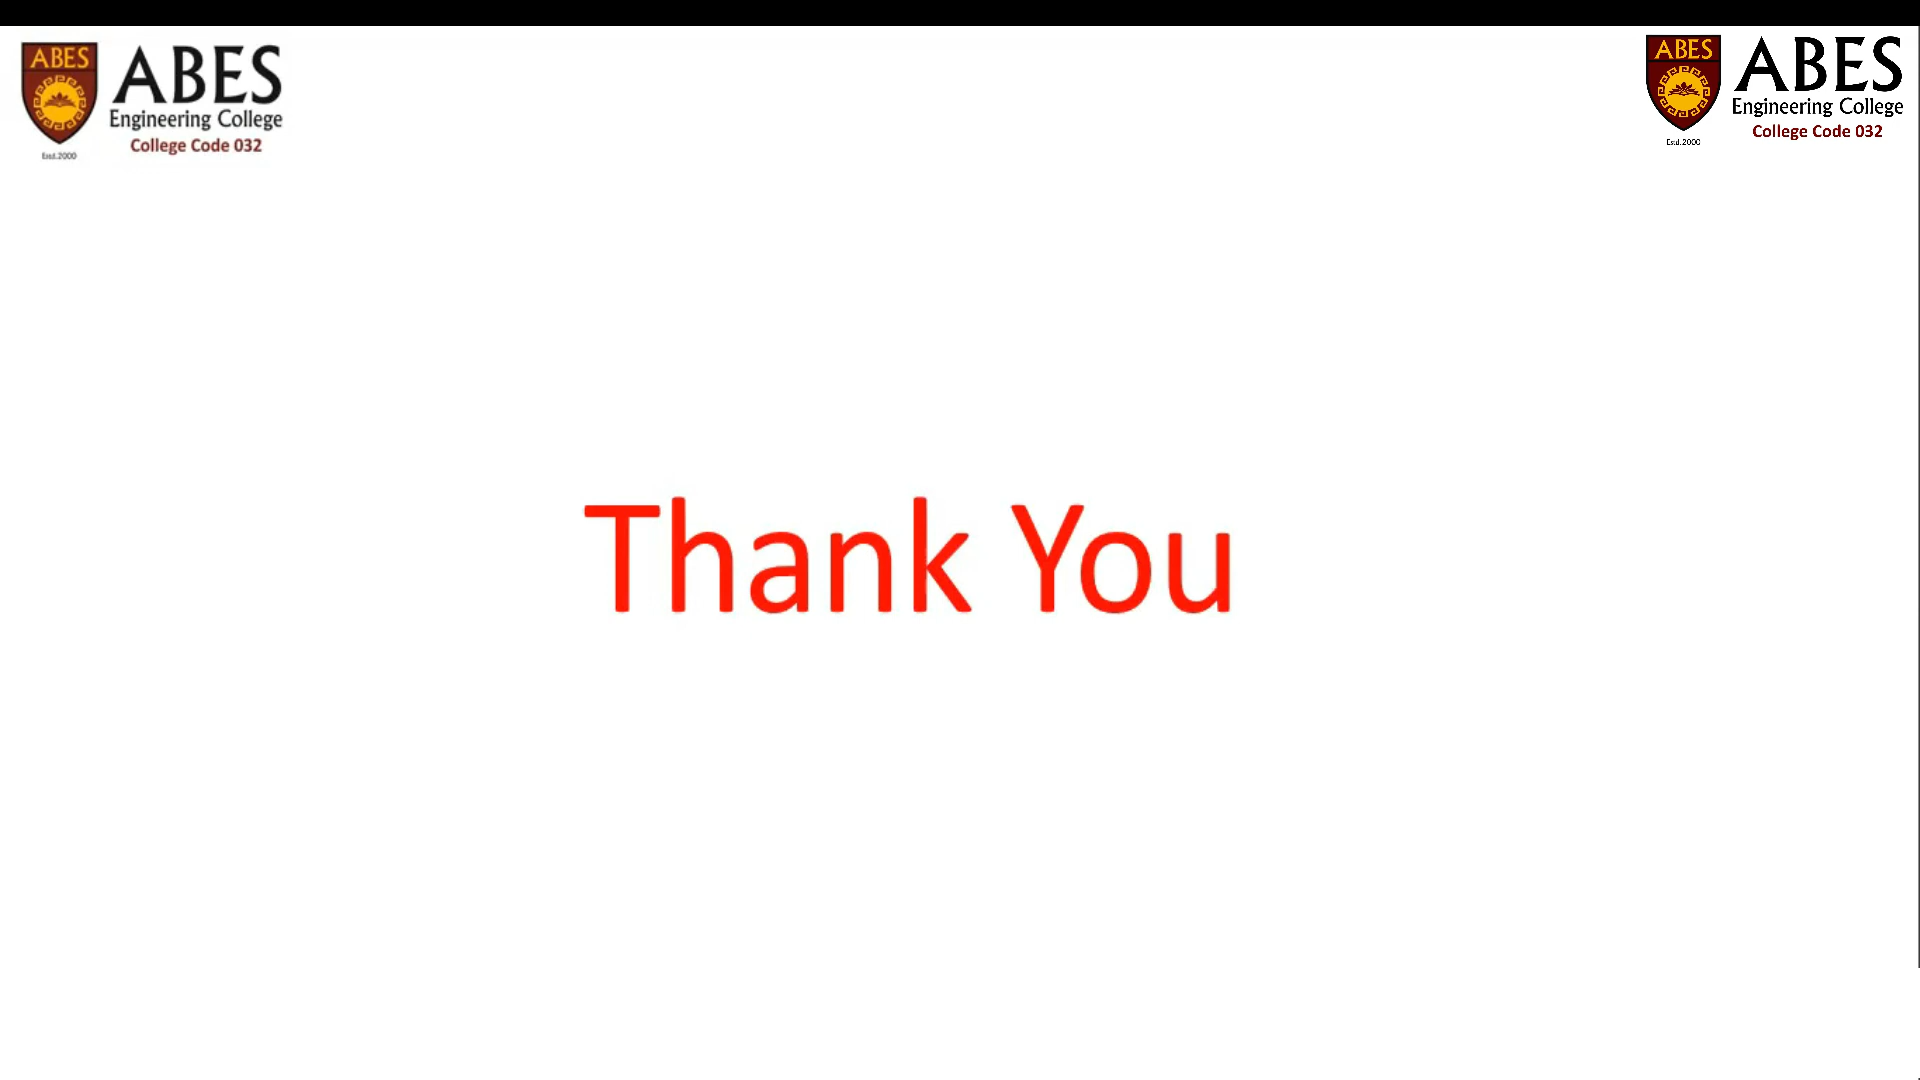 ABES
ABES
Engineering College
College Code 032
Estd.2000
ABES
ABES
Engineering College
College Code 032
Estd.2000
Thank You